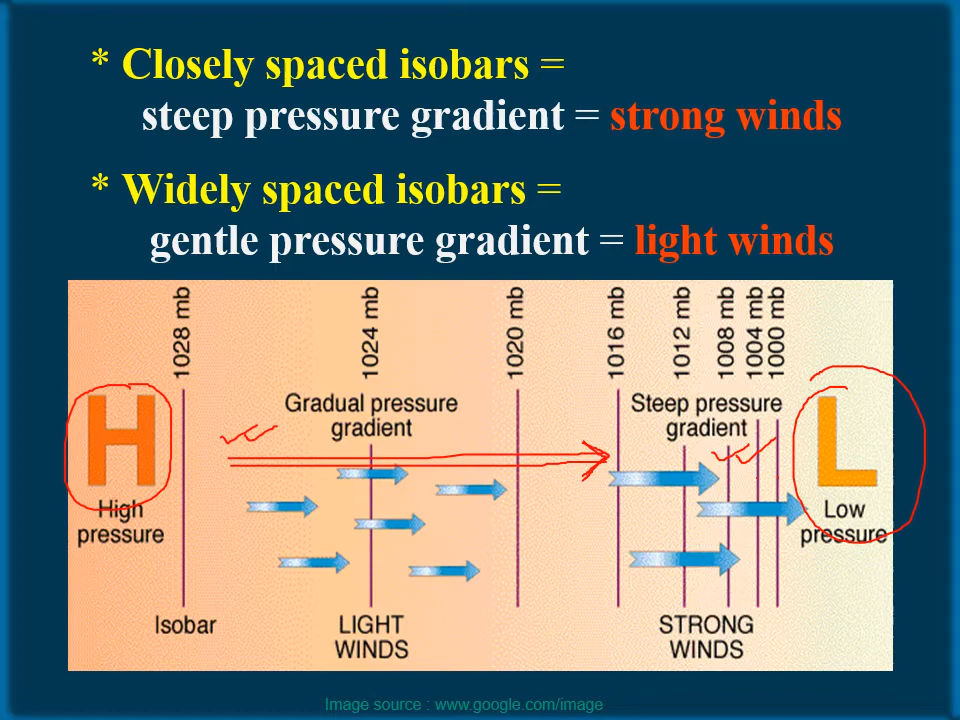 * Closely spaced isobars =
steep pressure gradient = strong winds
* Widely spaced isobars =
gentle pressure gradient = light winds
1028 mb
1024 mb
1020 mb
1016 mb
1012 mb
1008 mb
1004 mb
1000 mb
Gradual pressure
gradient
Steep pressure
gradient
H
High
pressure
L
Low
pressure
Isobar
LIGHT
WINDS
STRONG
WINDS
Image source : www.google.com/image